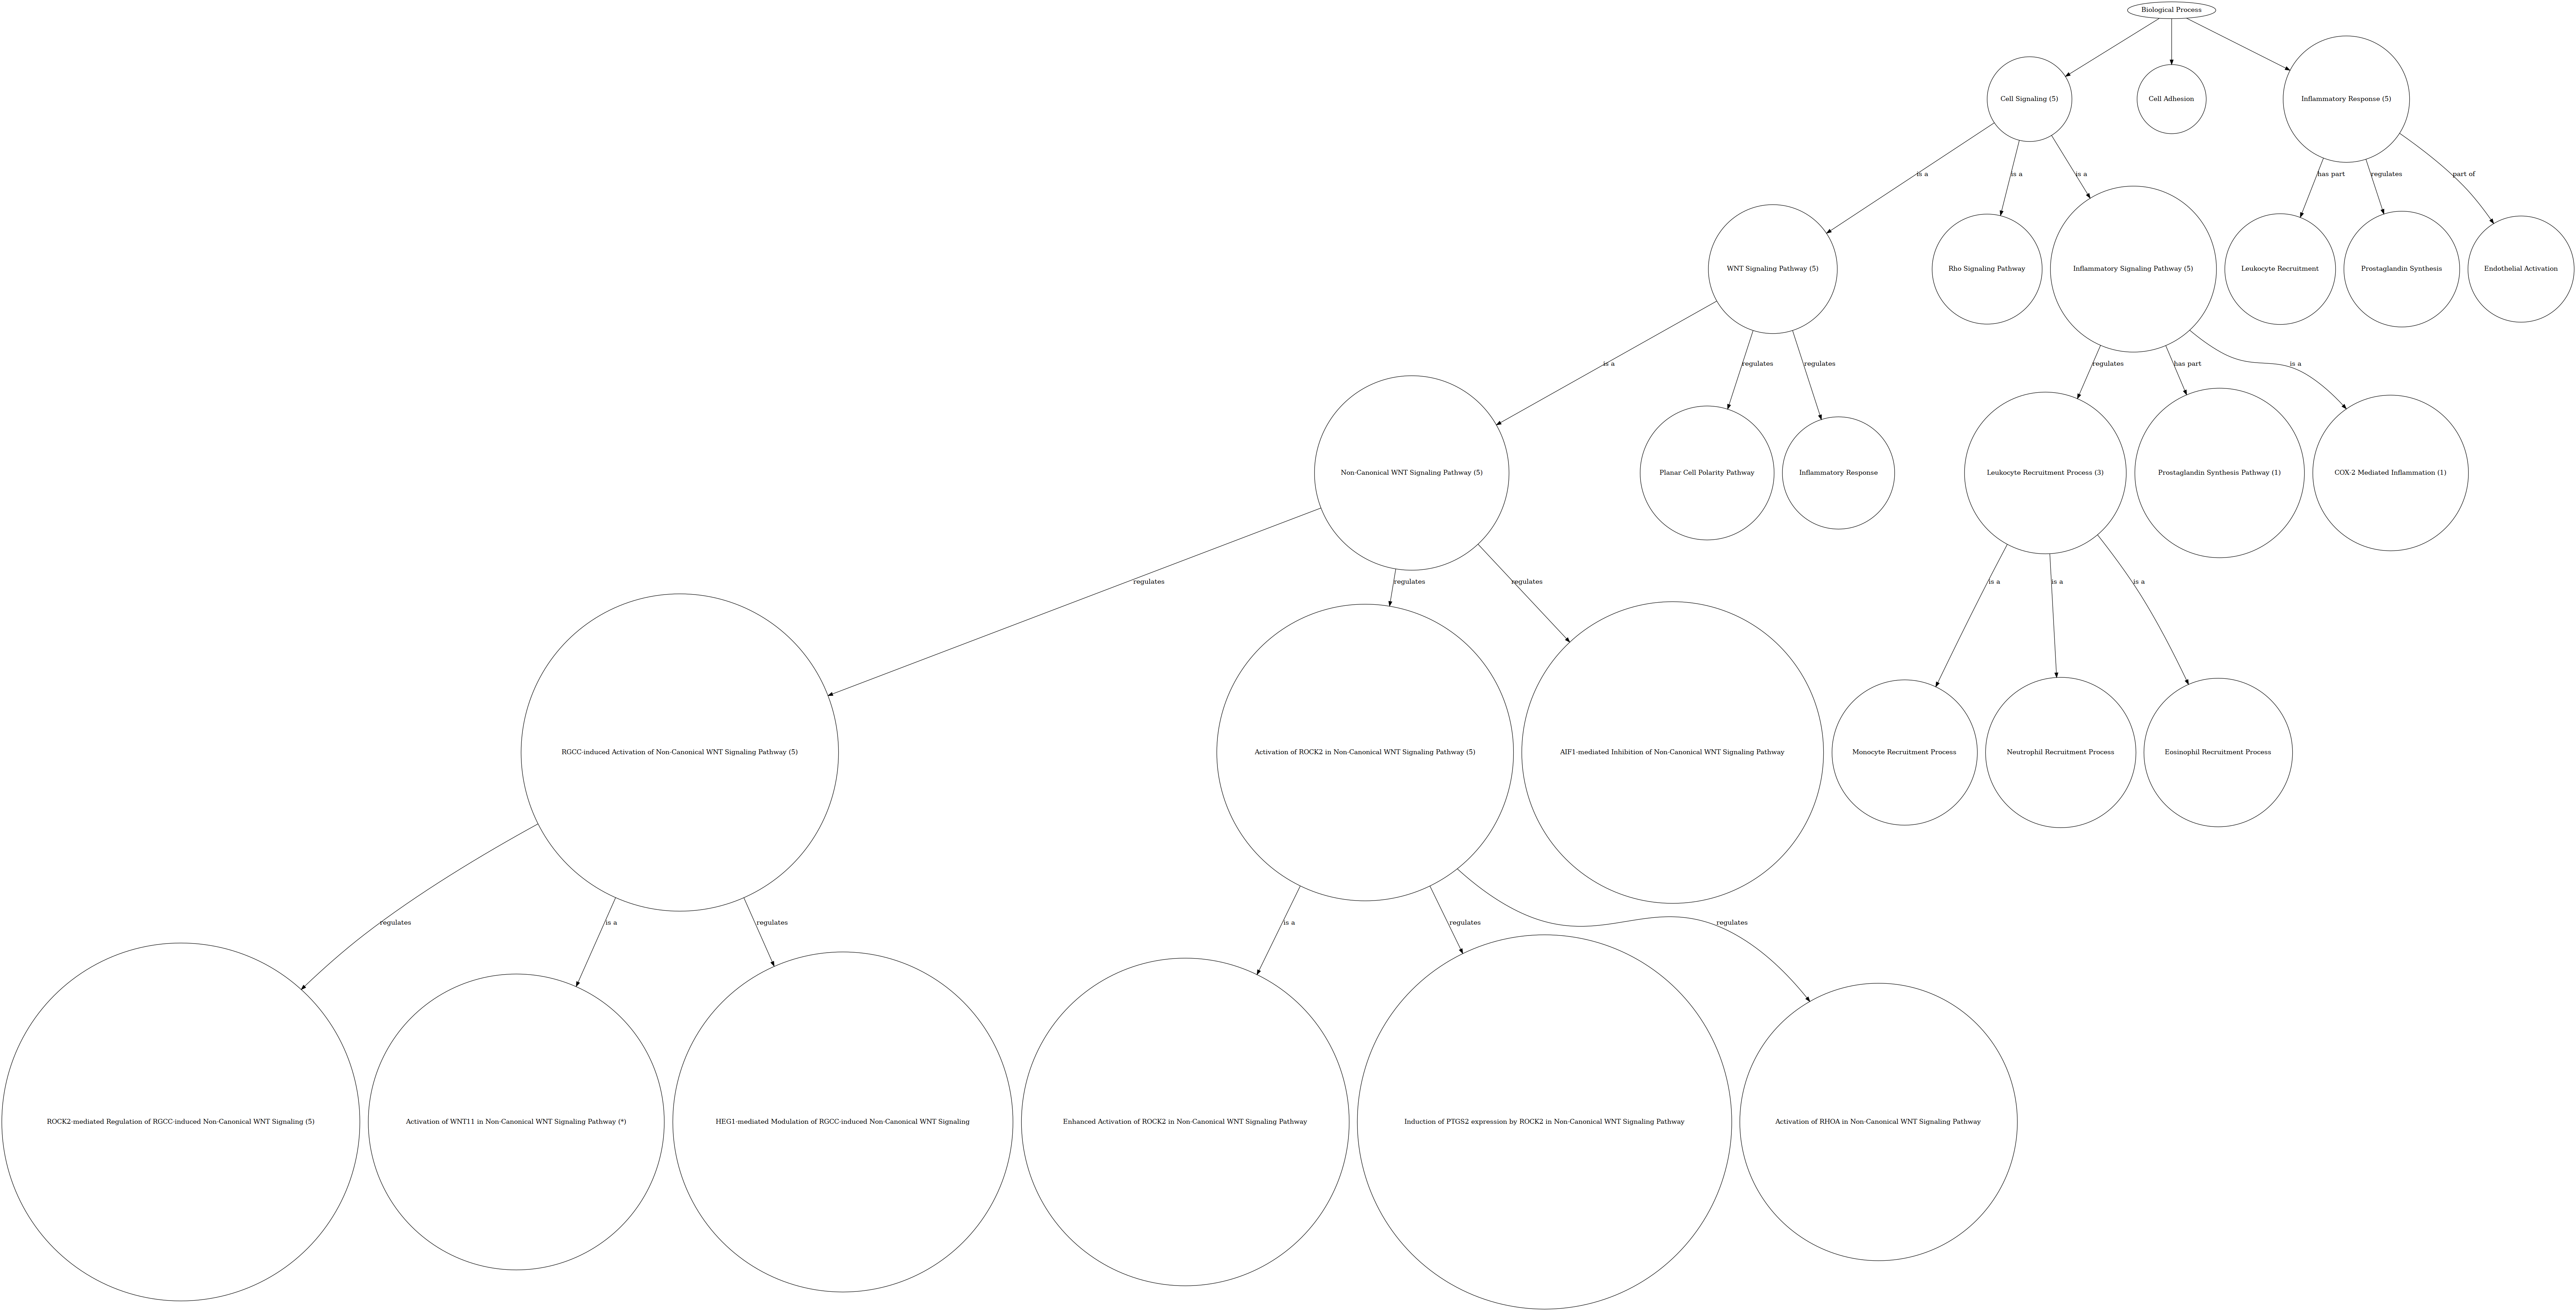 Biological Process
Cell Signaling (5)
Cell Adhesion
Inflammatory Response (5)
is a
is a
is a
has part
regulates
part of
WNT Signaling Pathway (5)
Rho Signaling Pathway
Inflammatory Signaling Pathway (5)
Leukocyte Recruitment
Prostaglandin Synthesis
Endothelial Activation
is a
regulates
regulates
regulates
has part
is a
Non-Canonical WNT Signaling Pathway (5)
Planar Cell Polarity Pathway
Inflammatory Response
Leukocyte Recruitment Process (3)
Prostaglandin Synthesis Pathway (1)
COX-2 Mediated Inflammation (1)
regulates
regulates
regulates
is a
is a
is a
RGCC-induced Activation of Non-Canonical WNT Signaling Pathway (5)
Activation of ROCK2 in Non-Canonical WNT Signaling Pathway (5)
AIF1-mediated Inhibition of Non-Canonical WNT Signaling Pathway
Monocyte Recruitment Process
Neutrophil Recruitment Process
Eosinophil Recruitment Process
regulates
is a
regulates
is a
regulates
regulates
ROCK2-mediated Regulation of RGCC-induced Non-Canonical WNT Signaling (5)
Activation of WNT11 in Non-Canonical WNT Signaling Pathway (*)
HEG1-mediated Modulation of RGCC-induced Non-Canonical WNT Signaling
Enhanced Activation of ROCK2 in Non-Canonical WNT Signaling Pathway
Induction of PTGS2 expression by ROCK2 in Non-Canonical WNT Signaling Pathway
Activation of RHOA in Non-Canonical WNT Signaling Pathway